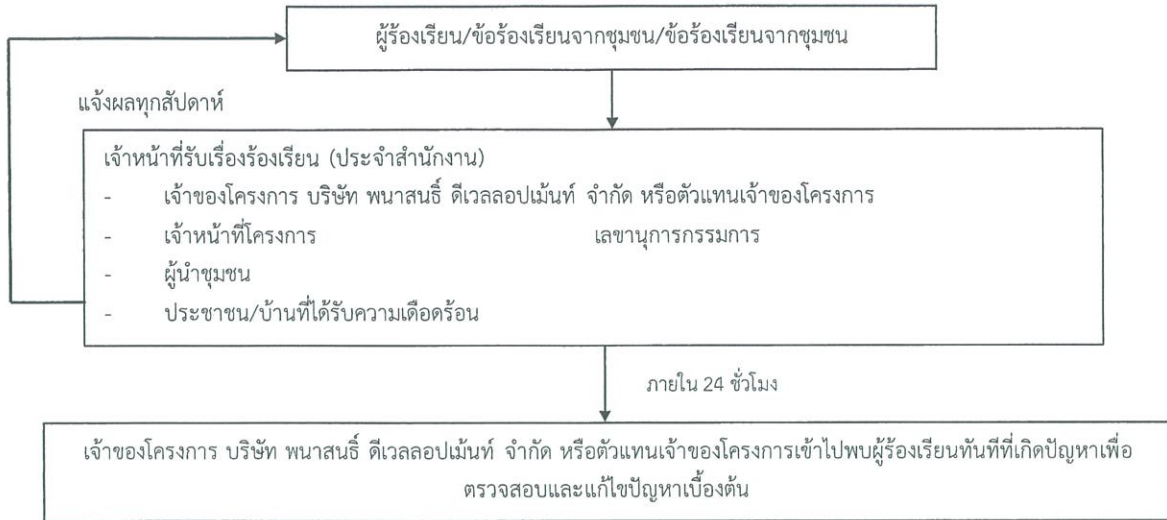 ผู้ร้องเรียน/ข้อร้องเรียนจากชุมชน/ข้อร้องเรียนจากชุมชน
แจ้งผลทุกสัปดาห์
เจ้าหน้าที่รับเรื่องร้องเรียน (ประจำสำนักงาน)
- เจ้าของโครงการ บริษัท พนาสนธิ์ ดีเวลลอปเม้นท์ จำกัด หรือตัวแทนเจ้าของโครงการ
- เจ้าหน้าที่โครงการ เลขานุการกรรมการ
- ผู้นำชุมชน
- ประชาชน/บ้านที่ได้รับความเดือดร้อน
ภายใน 24 ชั่วโมง
เจ้าของโครงการ บริษัท พนาสนธิ์ ดีเวลลอปเม้นท์ จำกัด หรือตัวแทนเจ้าของโครงการเข้าไปพบผู้ร้องเรียนทันทีที่เกิดปัญหาเพื่อ
ตรวจสอบและแก้ไขปัญหาเบื้องต้น